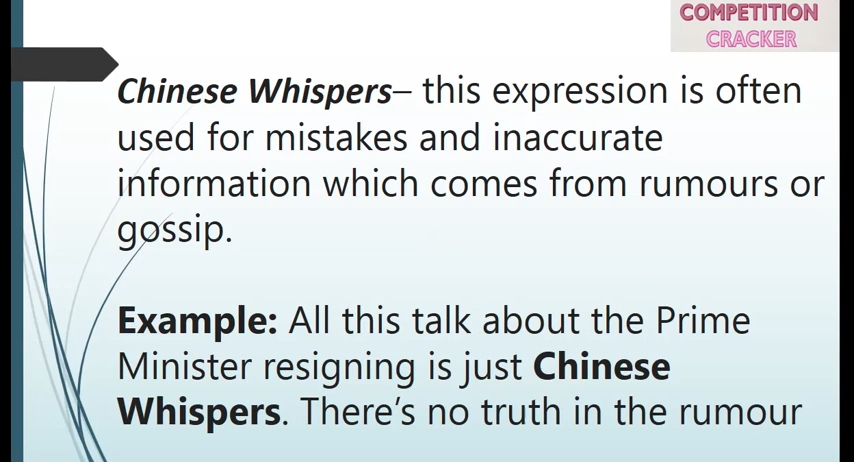 COMPETITION
CRACKER
Chinese Whispers– this expression is often
used for mistakes and inaccurate
information which comes from rumours or
gossip.
Example: All this talk about the Prime
Minister resigning is just Chinese
Whispers. There’s no truth in the rumour